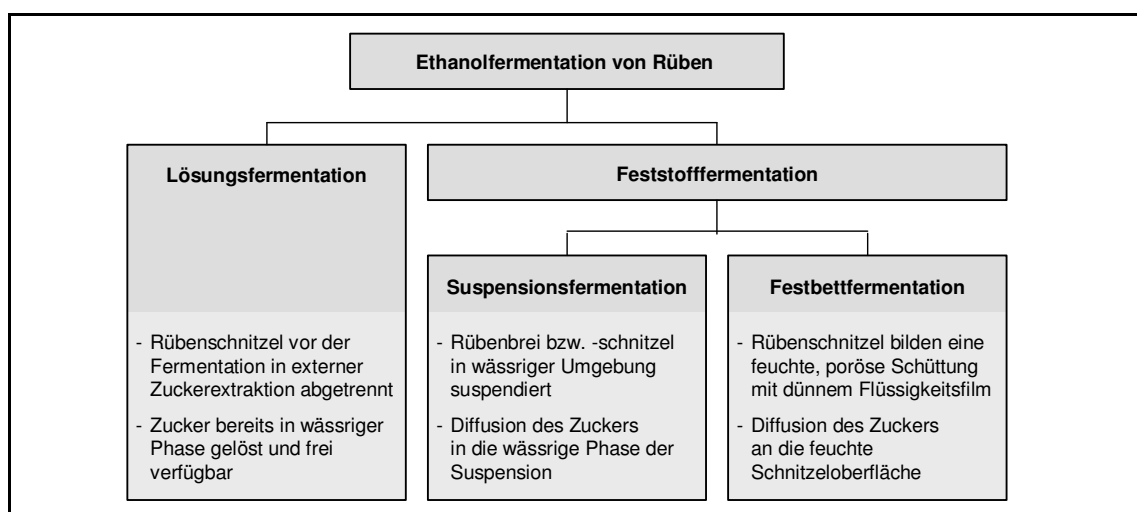 Ethanolfermentation von Rüben
Lösungsfermentation
Feststofffermentation
Suspensionsfermentation
Festbettfermentation
- Rübenschnitzel vor der
Fermentation in externer
Zuckerextraktion abgetrennt
- Zucker bereits in wässriger
Phase gelöst und frei
verfügbar
- Rübenbrei bzw. -schnitzel
in wässriger Umgebung
suspendiert
- Diffusion des Zuckers
in die wässrige Phase der
Suspension
- Rübenschnitzel bilden eine
feuchte, poröse Schüttung
mit dünnem Flüssigkeitsfilm
- Diffusion des Zuckers
an die feuchte
Schnitzeloberfläche